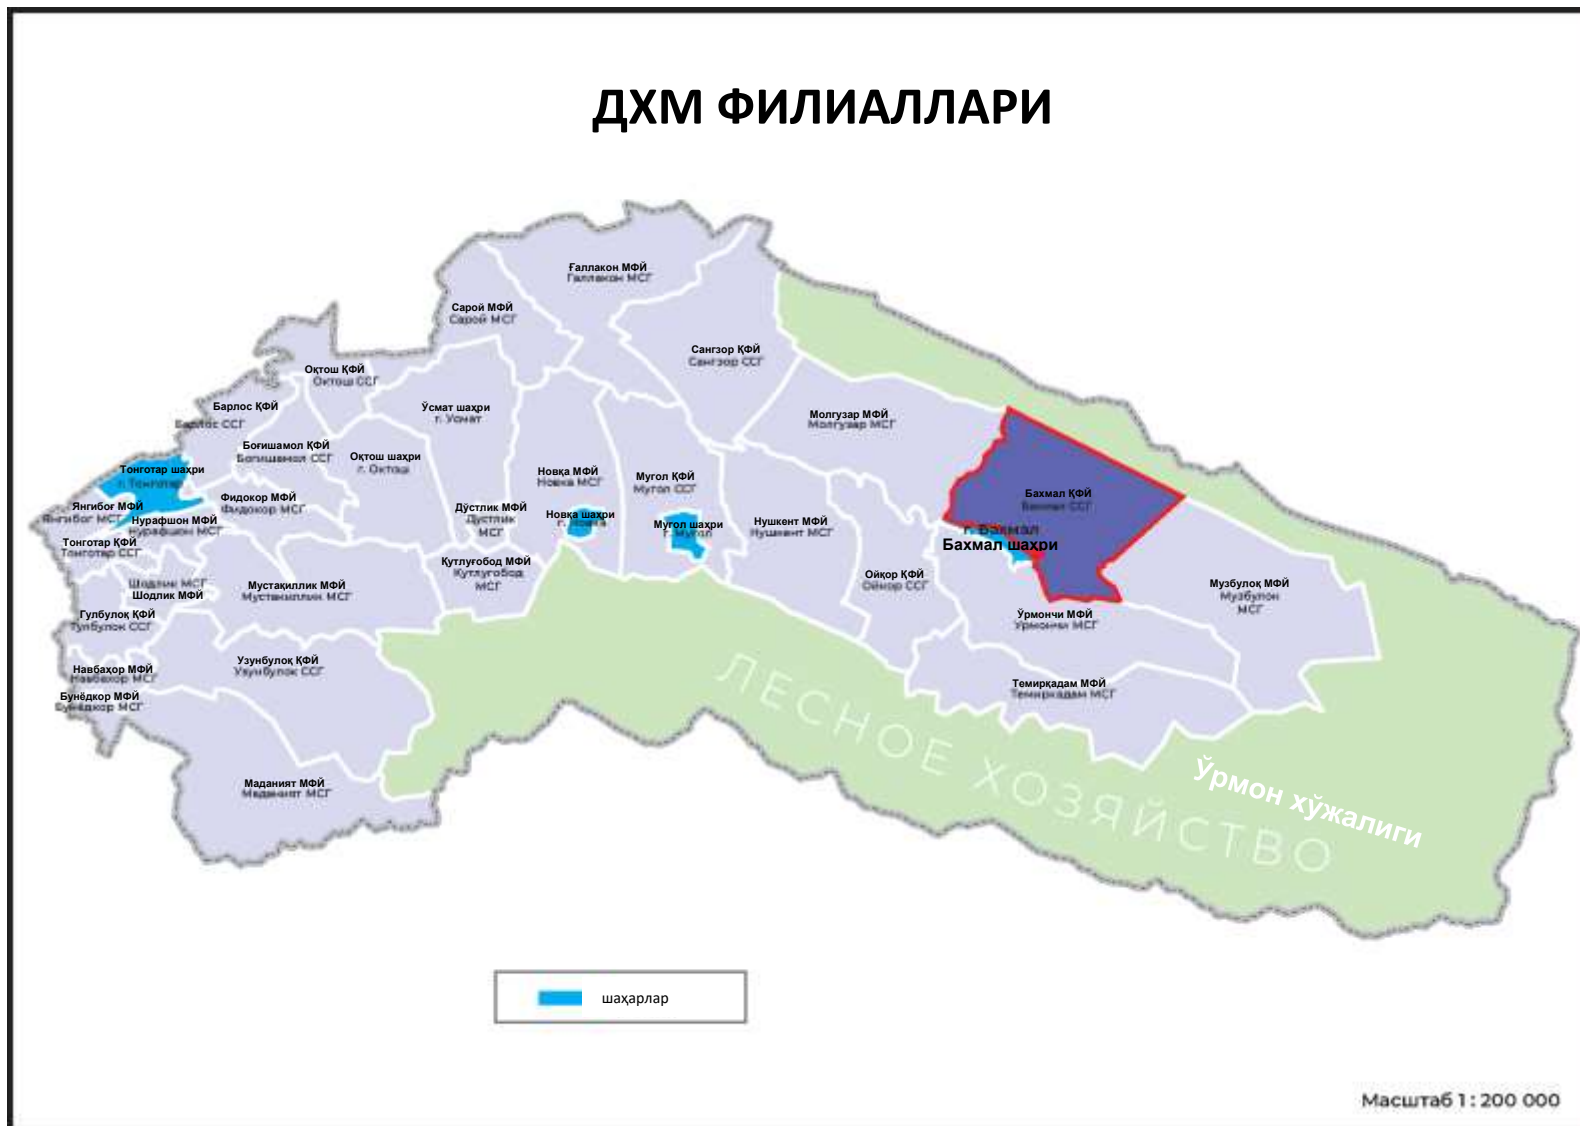 ДХМ ФИЛИАЛЛАРИ
Ғаллакон МФЙ
Галлакон МСГ
Сарой МФЙ
Сарой МСГ
Сангзор ҚФЙ
Сангзор ССГ
Оқтош ҚФЙ
Октош ССГ
Барлос ҚФЙ
Барлос ССГ
Ўсмат шаҳри
г. Усмат
Молгузар МФЙ
Молгузар МСГ
Боғишамол ҚФЙ
Богишамол ССГ
Оқтош шаҳри
г. Октош
Тонготар шаҳри
г. Тонготар
Новқа МФЙ
Новка МСГ
Мугол ҚФЙ
Мугол ССГ
Бахмал ҚФЙ
Бахмал ССГ
Фидокор МФЙ
Фидокор МСГ
Янгибоғ МФЙ
Янгибог МСГ
Нурафшон МФЙ
Нурафшон МСГ
Дўстлик МФЙ
Дустлик
МСГ
Новқа шаҳри
г. Новка
Мугол шаҳри
г. Мугол
Нушкент МФЙ
Нушкент МСГ
г. Бахмал
Бахмал шаҳри
Тонготар ҚФЙ
Тонготар ССГ
Қутлуғобод МФЙ
Кутлугобод
МСГ
Ойқор ҚФЙ
Ойкор ССГ
Шодлик МСГ
Шодлик МФЙ
Мустақиллик МФЙ
Мустакиллик МСГ
Музбулоқ МФЙ
Музбулок
МСГ
Гулбулоқ ҚФЙ
Гулбулок ССГ
Ўрмончи МФЙ
Урмончи МСГ
Навбаҳор МФЙ
Навбахор МСГ
Узунбулоқ ҚФЙ
Узунбулок ССГ
Бунёдкор МФЙ
Бунёдкор МСГ
Темирқадам МФЙ
Темиркадам МСГ
Маданият МФЙ
Маданият МСГ
ЛЕСНОЕ ХОЗЯЙСТВО
Ўрмон хўжалиги
шаҳарлар
Масштаб 1 : 200 000